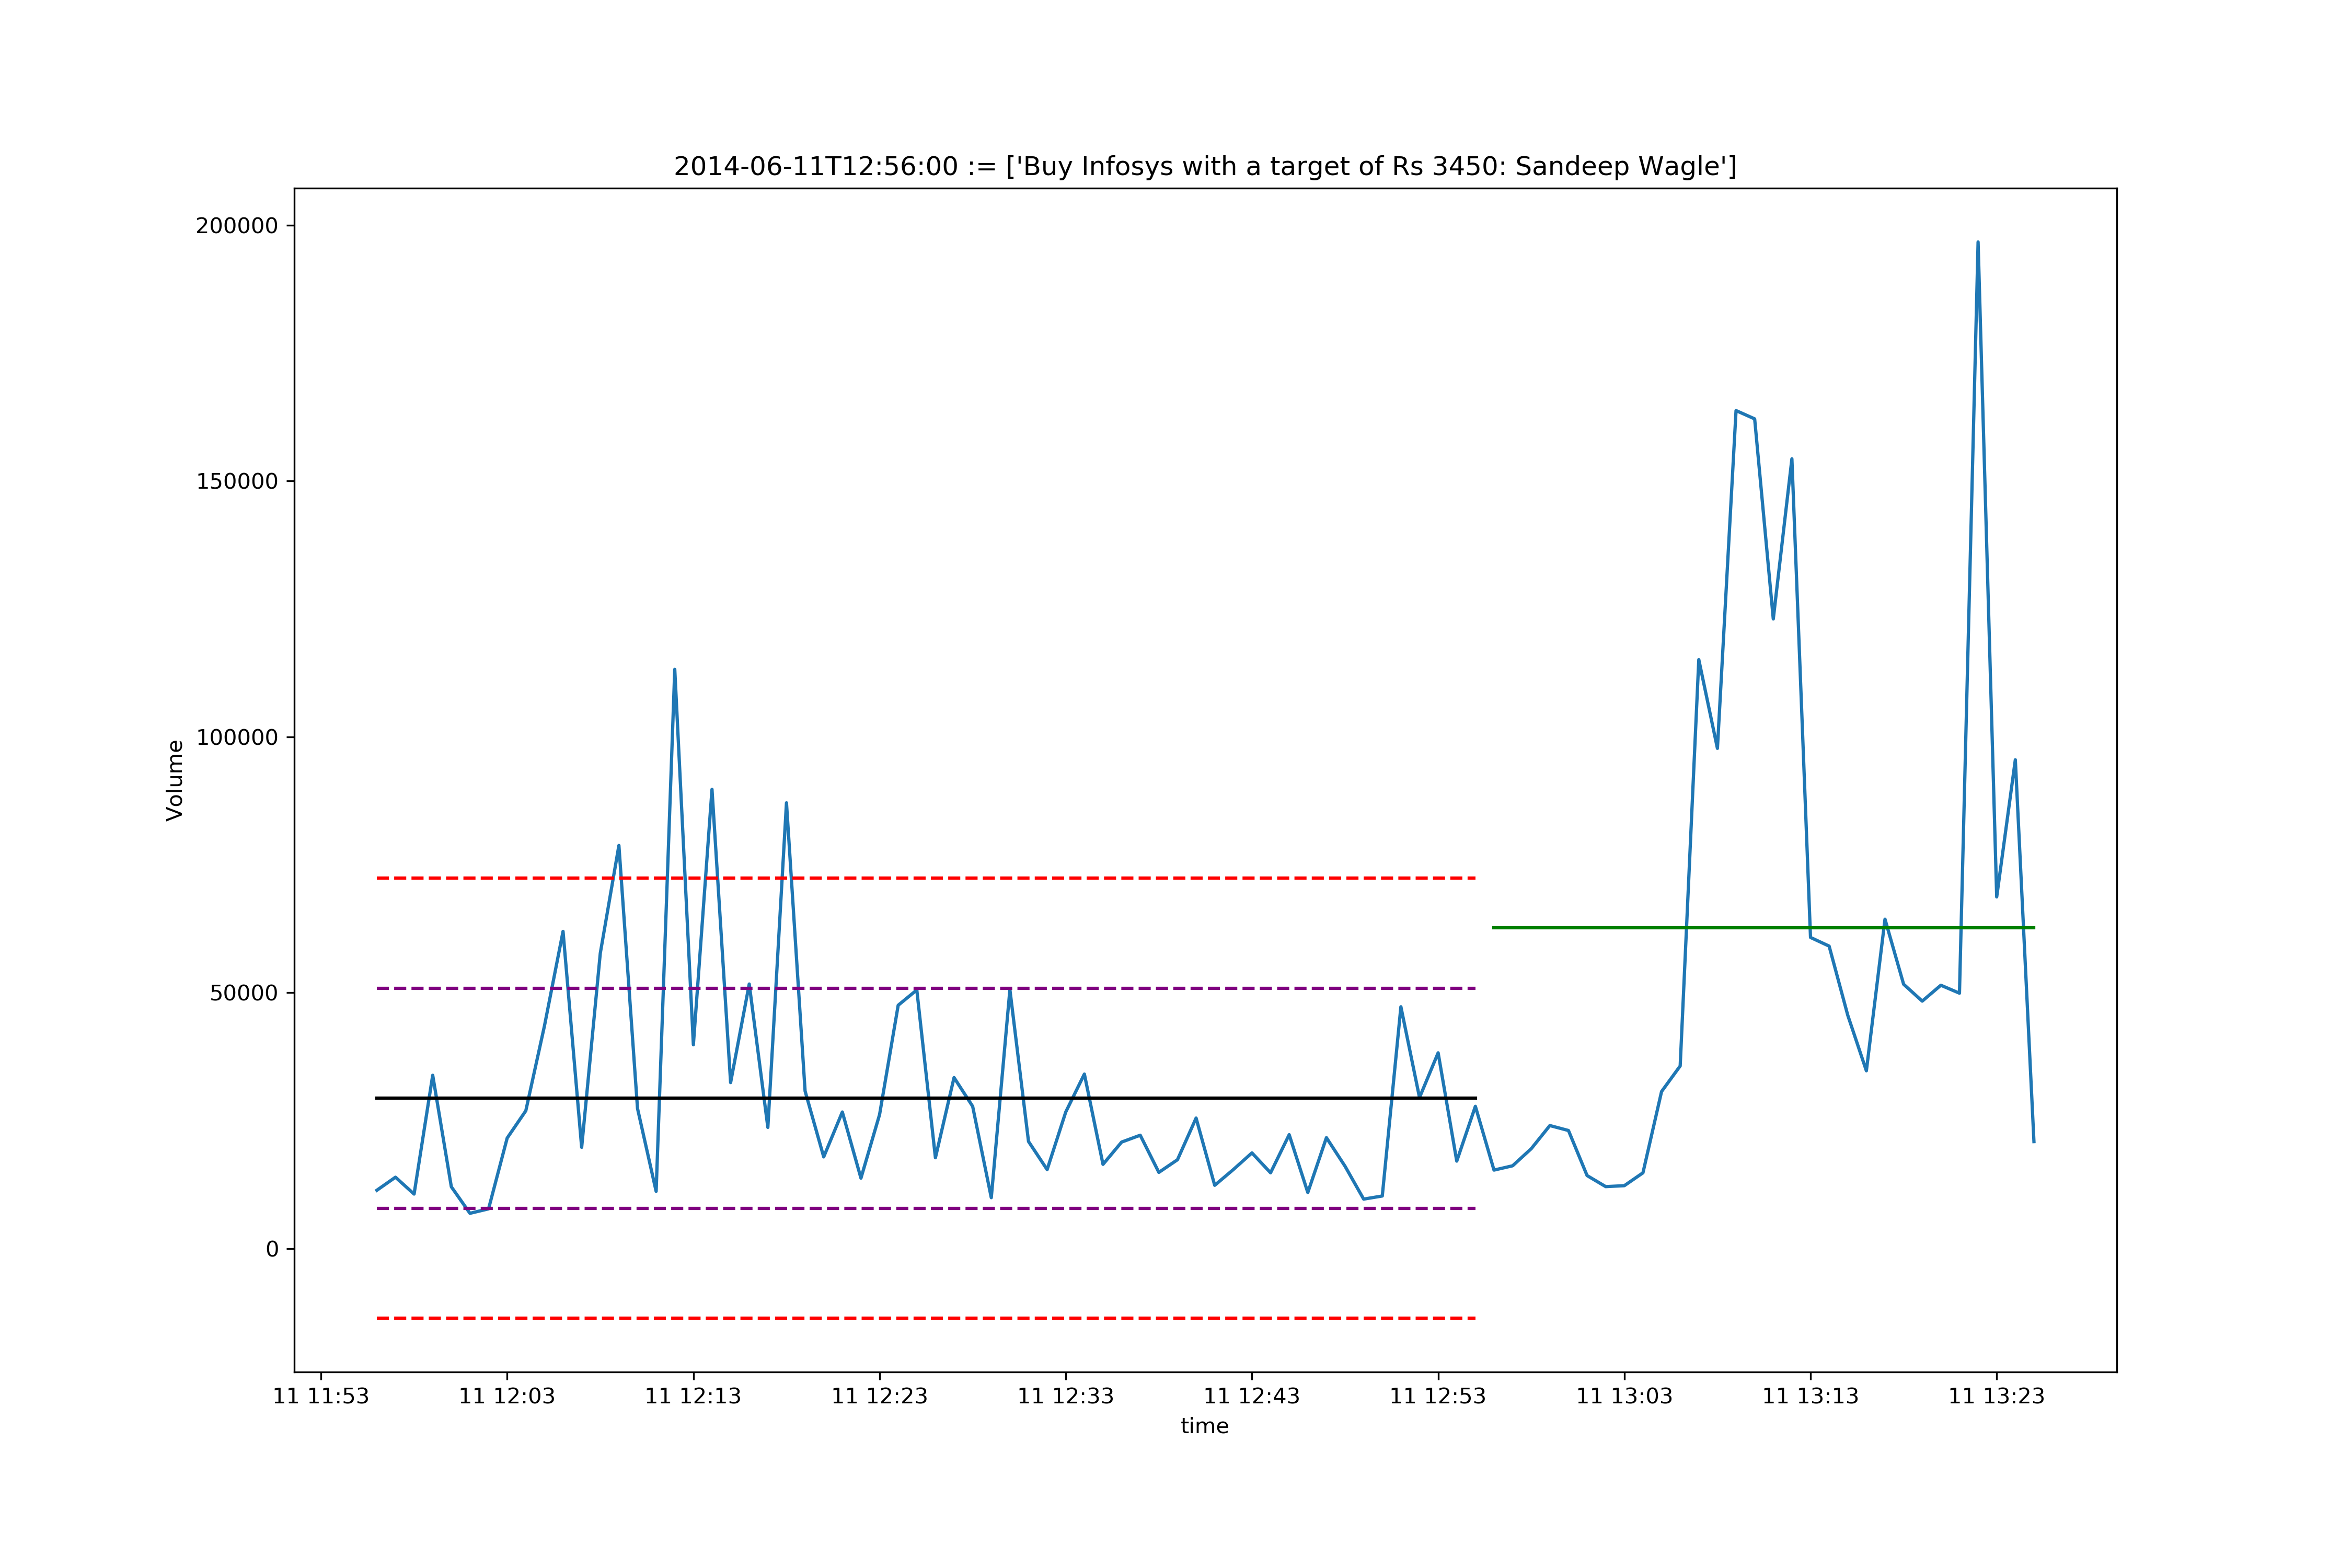 2014-06-11T12:56:00 := ['Buy Infosys with a target of Rs 3450: Sandeep Wagle']
200000
150000
100000
50000
0
Volume
11 11:53 11 12:03 11 12:13 11 12:23 11 12:33 11 12:43 11 12:53 11 13:03 11 13:13 11 13:23
time